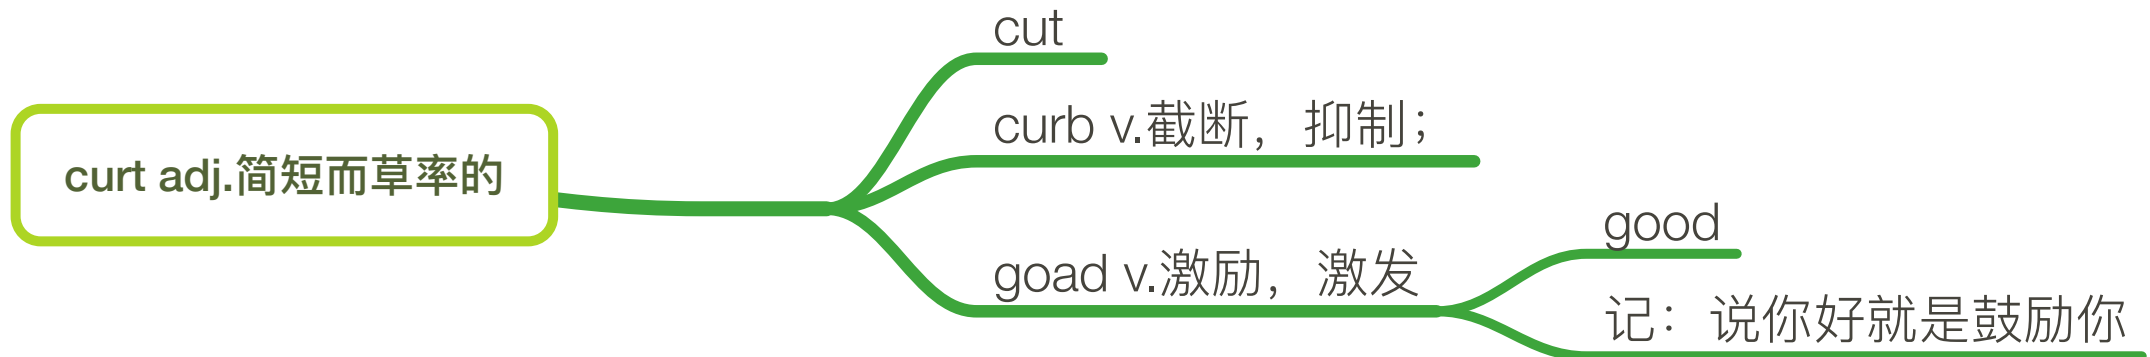 curt adj.简短而草率的
cut
curb v.截断，抑制；
goad v.激励，激发
good
记：说你好就是鼓励你